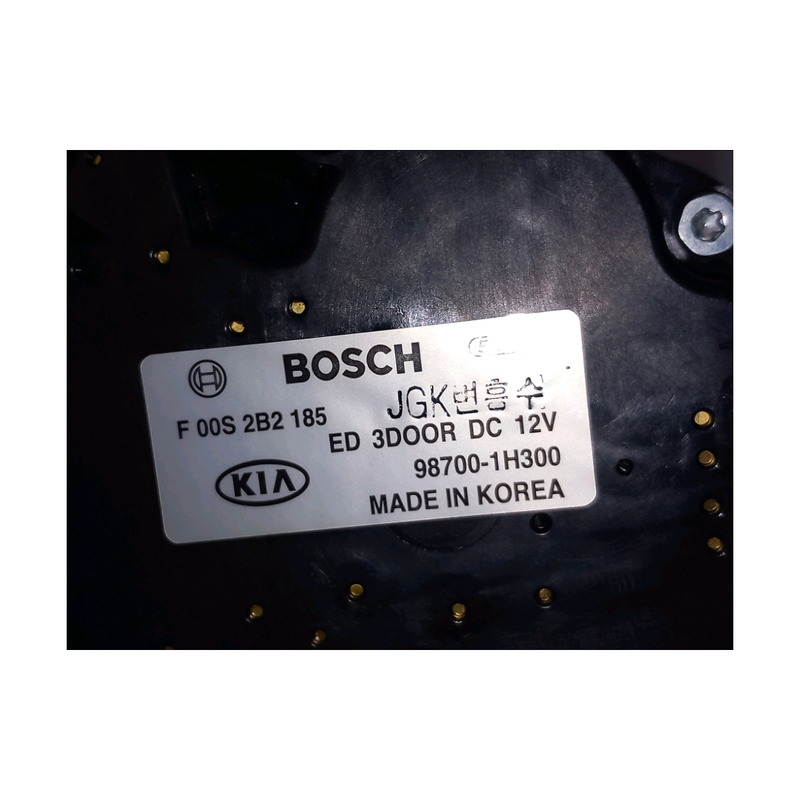 BOSCH
JGK변흥수
F 00S 2B2 185
ED 3DOOR DC 12V
KIA
98700-1H300
MADE IN KOREA